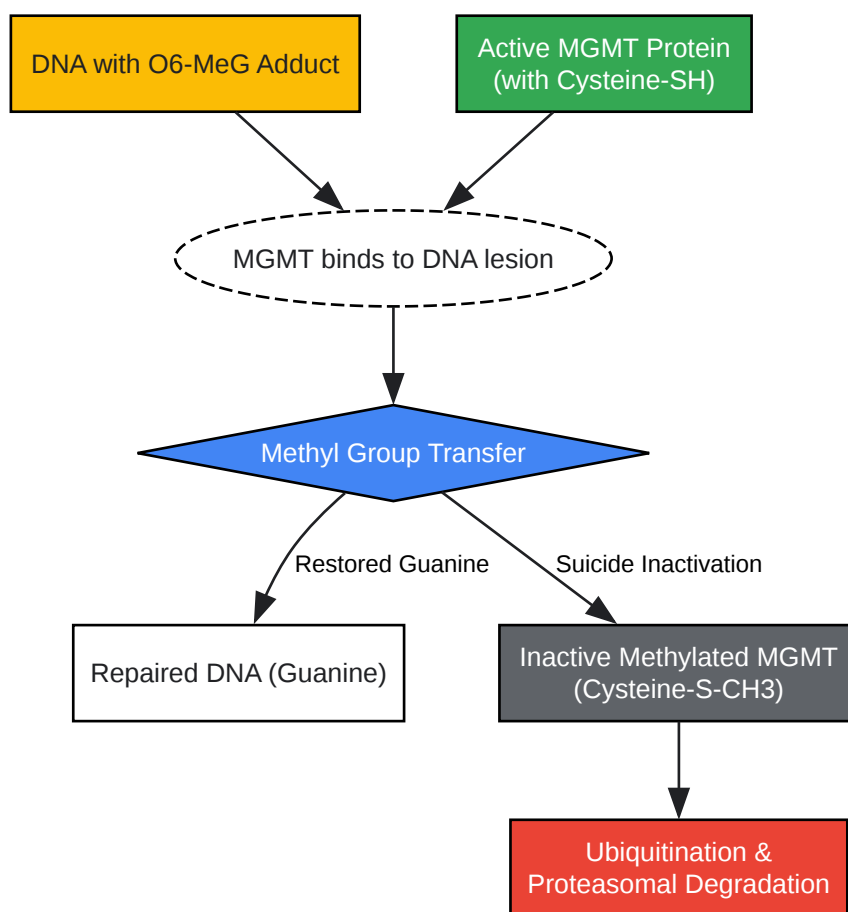 DNA with O6-MeG Adduct
Active MGMT Protein
(with Cysteine-SH)
MGMT binds to DNA lesion
Methyl Group Transfer
Restored Guanine
Suicide Inactivation
Repaired DNA (Guanine)
Inactive Methylated MGMT
(Cysteine-S-CH3)
Ubiquitination &
Proteasomal Degradation